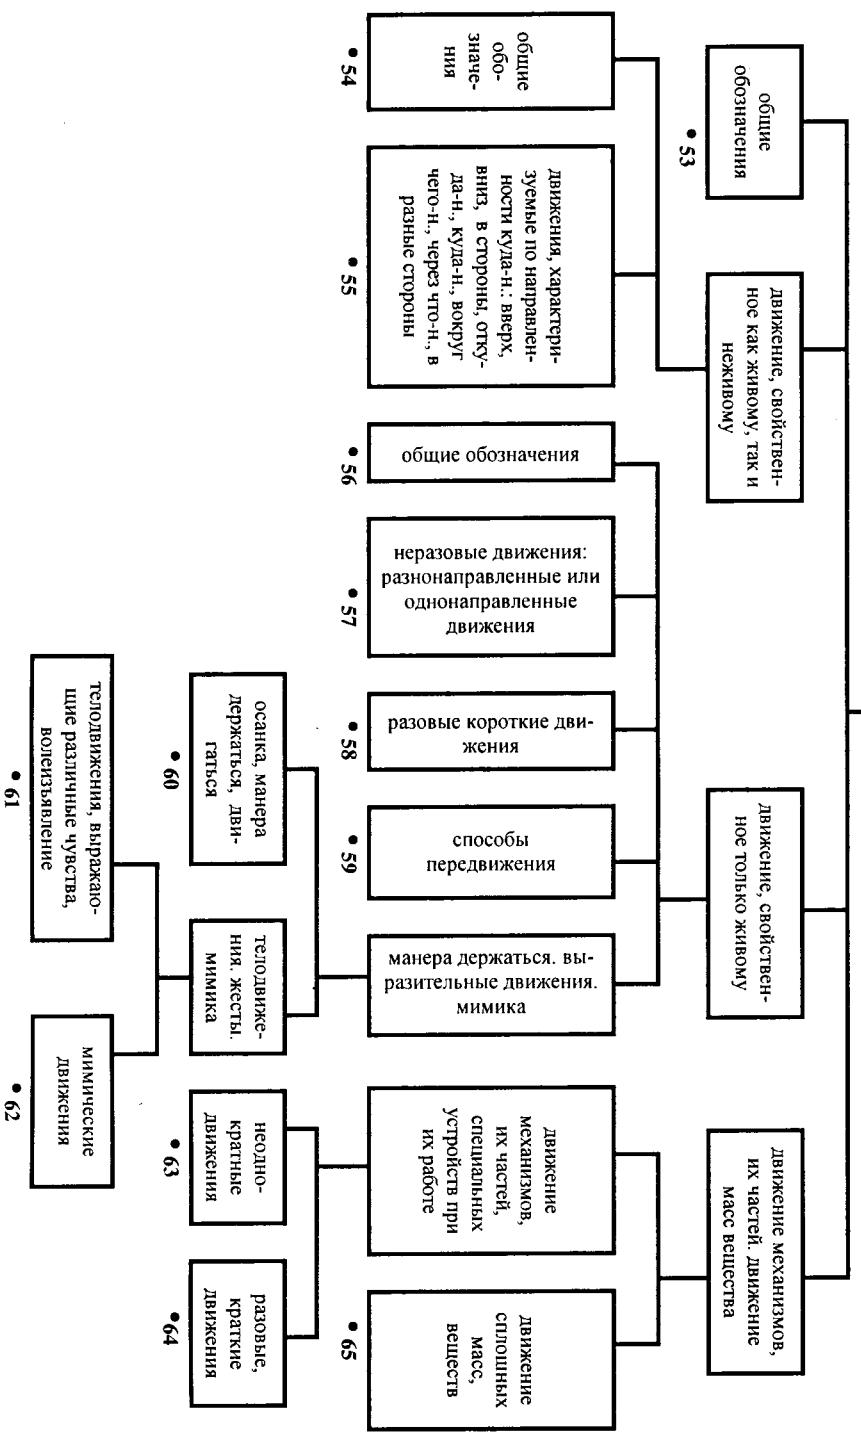 общие
обозначения
• 53
движение, свойствен-
ное как живому, так и
неживому
движение, свойствен-
ное только живому
движение механизмов,
их частей. движение
масс вещества
общие
обо-
значе-
ния
• 54
движения, характери-
зуемые по направлен-
ности куда-н.: вверх,
вниз, в стороны, отку-
да-н., куда-н., вокруг
чего-н., через что-н., в
разные стороны
• 55
общие обозначения
• 56
неразовые движения:
разнонаправленные или
однонаправленные
движения
• 57
разовые короткие дви-
жения
• 58
способы
передвижения
• 59
манера держаться. вы-
разительные движения.
мимика
движение
механизмов,
их частей,
специальных
устройств при
их работе
движение
сплошных
масс,
веществ
• 65
осанка, манера
держаться, дви-
гаться
• 60
телодвиже-
ния. жесты.
мимика
неодно-
кратные
движения
• 63
разовые,
краткие
движения
• 64
телодвижения, выражаю-
щие различные чувства,
волеизъявление
• 61
мимические
движения
• 62